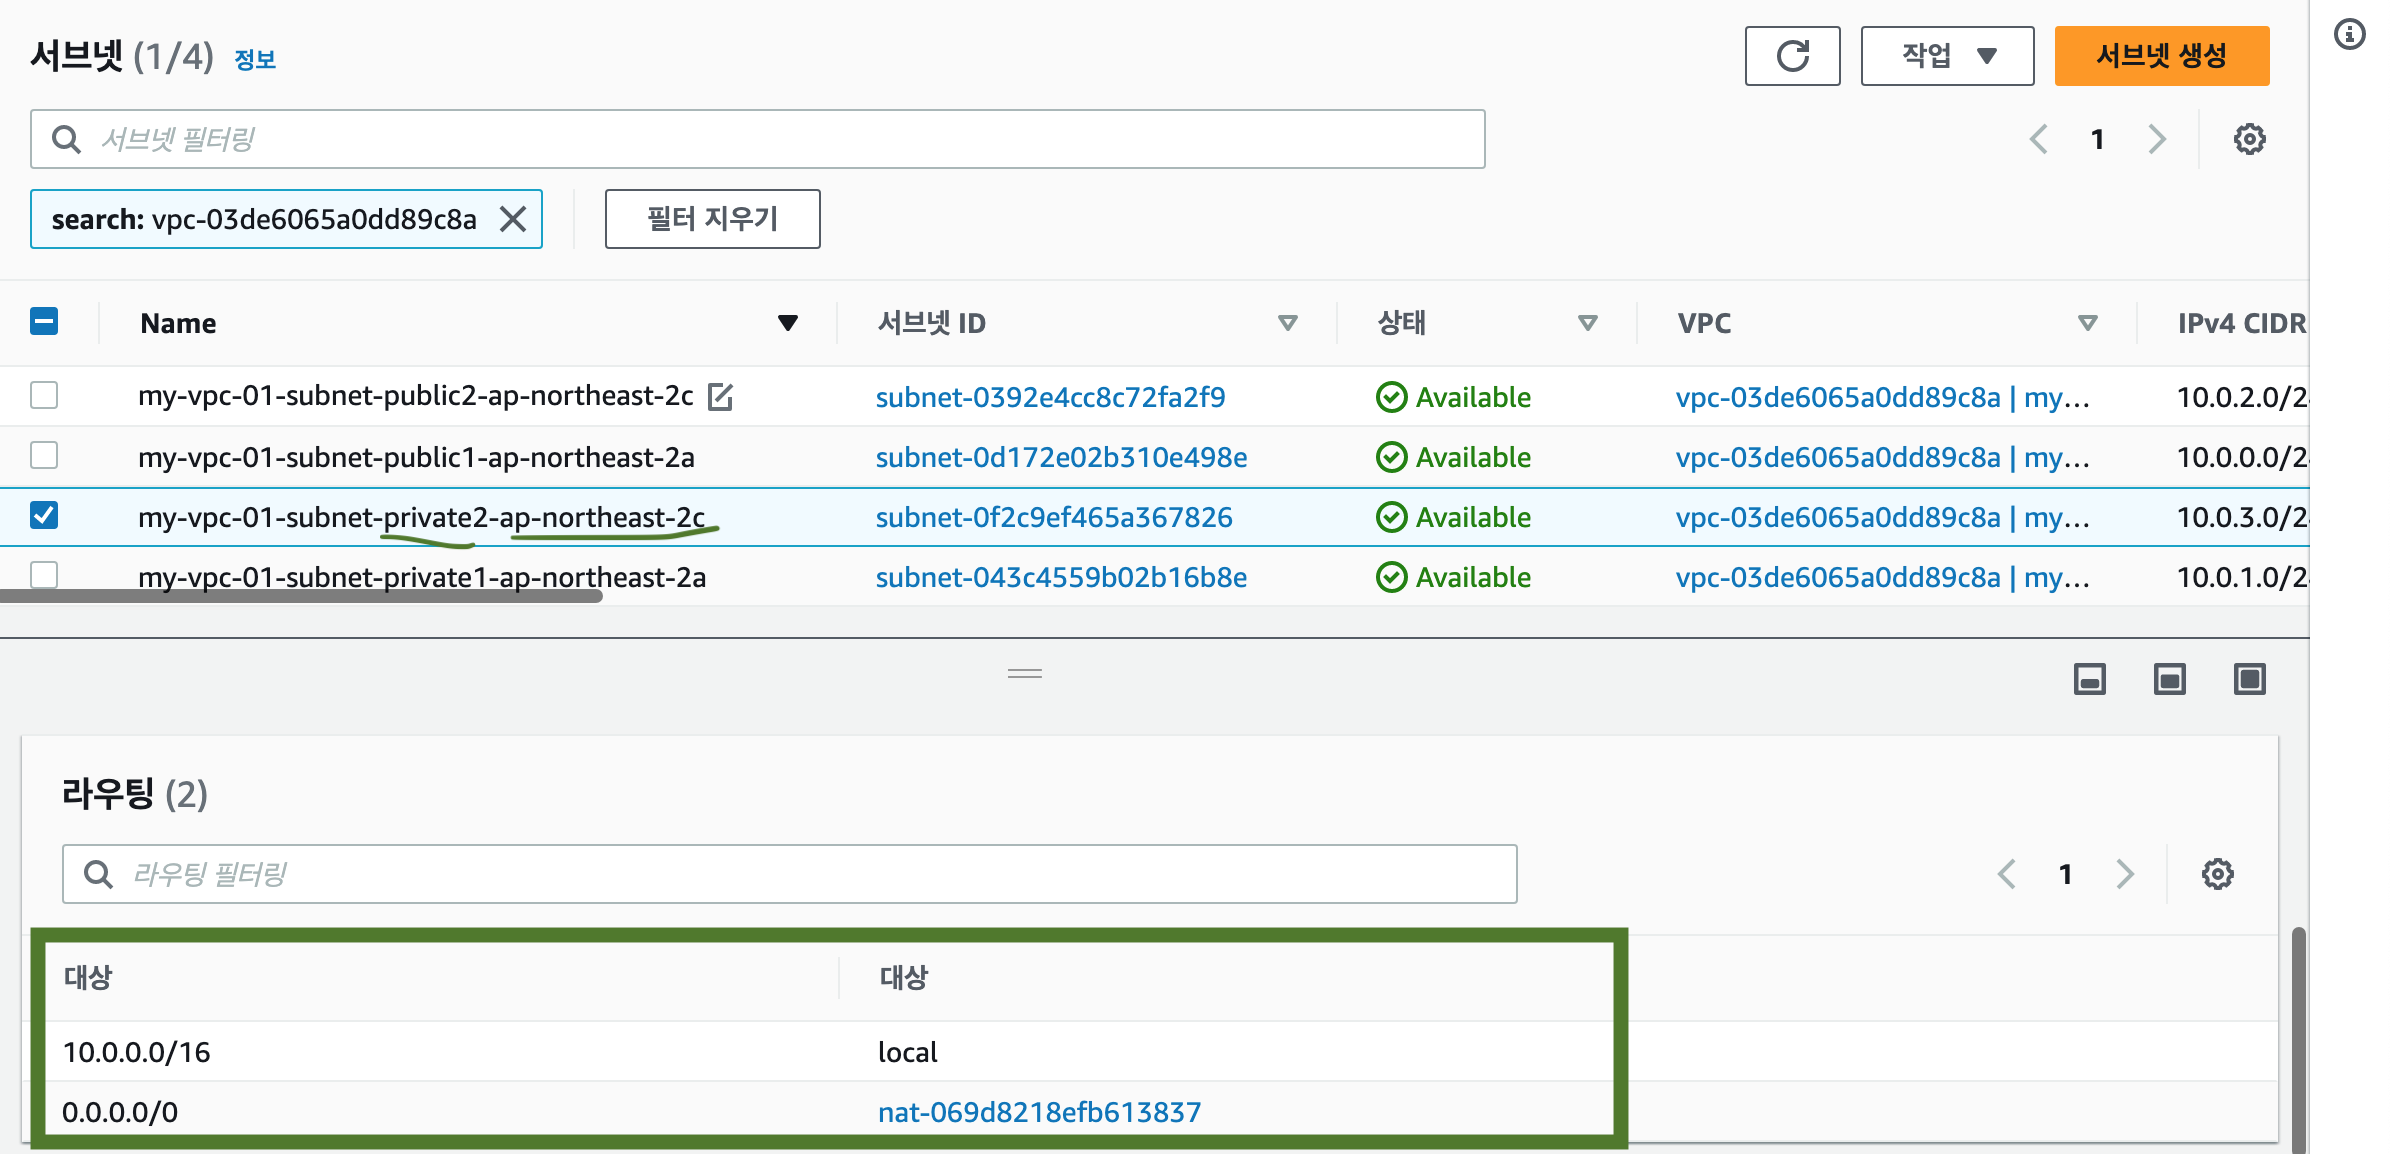 서브넷 (1/4) 정보
작업
서브넷 생성
서브넷 필터링
1
search: vpc-03de6065a0dd89c8a
필터 지우기
Name 서브넷 ID 상태 VPC IPv4 CIDR
my-vpc-01-subnet-public2-ap-northeast-2c subnet-0392e4cc8c72fa2f9 Available vpc-03de6065a0dd89c8a | my... 10.0.2.0/2
my-vpc-01-subnet-public1-ap-northeast-2a subnet-0d172e02b310e498e Available vpc-03de6065a0dd89c8a | my... 10.0.0.0/2
my-vpc-01-subnet-private2-ap-northeast-2c subnet-0f2c9ef465a367826 Available vpc-03de6065a0dd89c8a | my... 10.0.3.0/2
my-vpc-01-subnet-private1-ap-northeast-2a subnet-043c4559b02b16b8e Available vpc-03de6065a0dd89c8a | my... 10.0.1.0/2
라우팅 (2)
라우팅 필터링
1
대상 대상
10.0.0.0/16 local
0.0.0.0/0 nat-069d8218efb613837